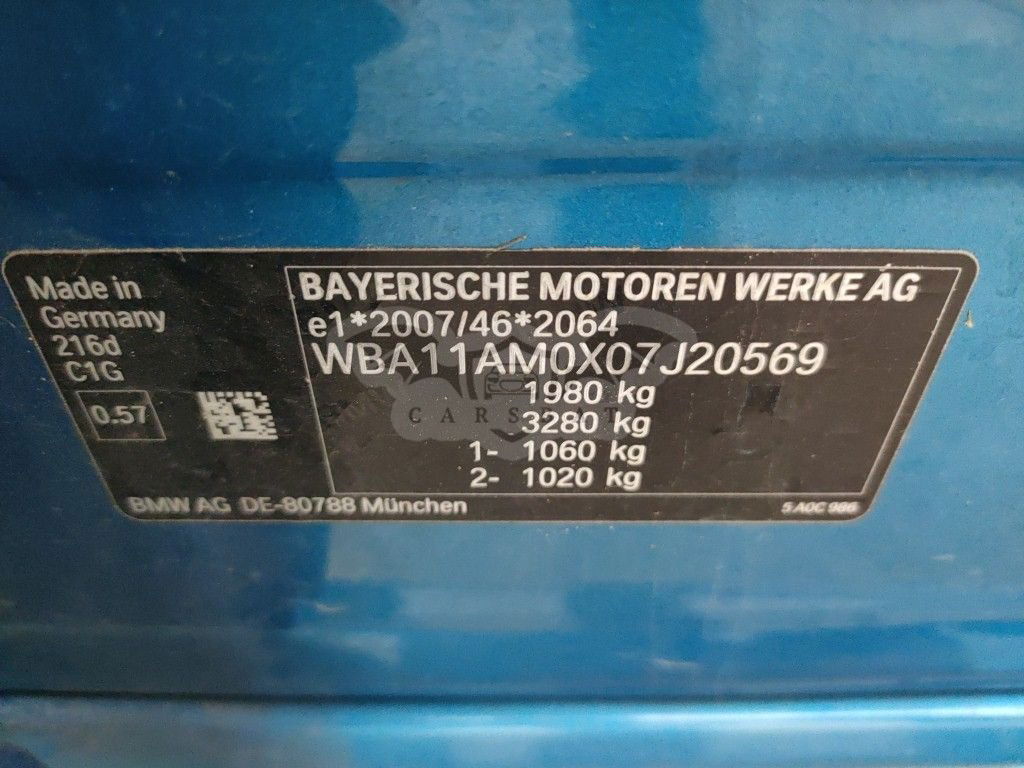 Made in
Germany
216d
C1G
0.57
BAYERISCHE MOTOREN WERKE AG
e1*2007/46*2064
WBA11AM0X07J20569
1980 kg
3280 kg
1- 1060 kg
2- 1020 kg
CARSBAT
BMW AG DE-80788 München
5 A0C 986